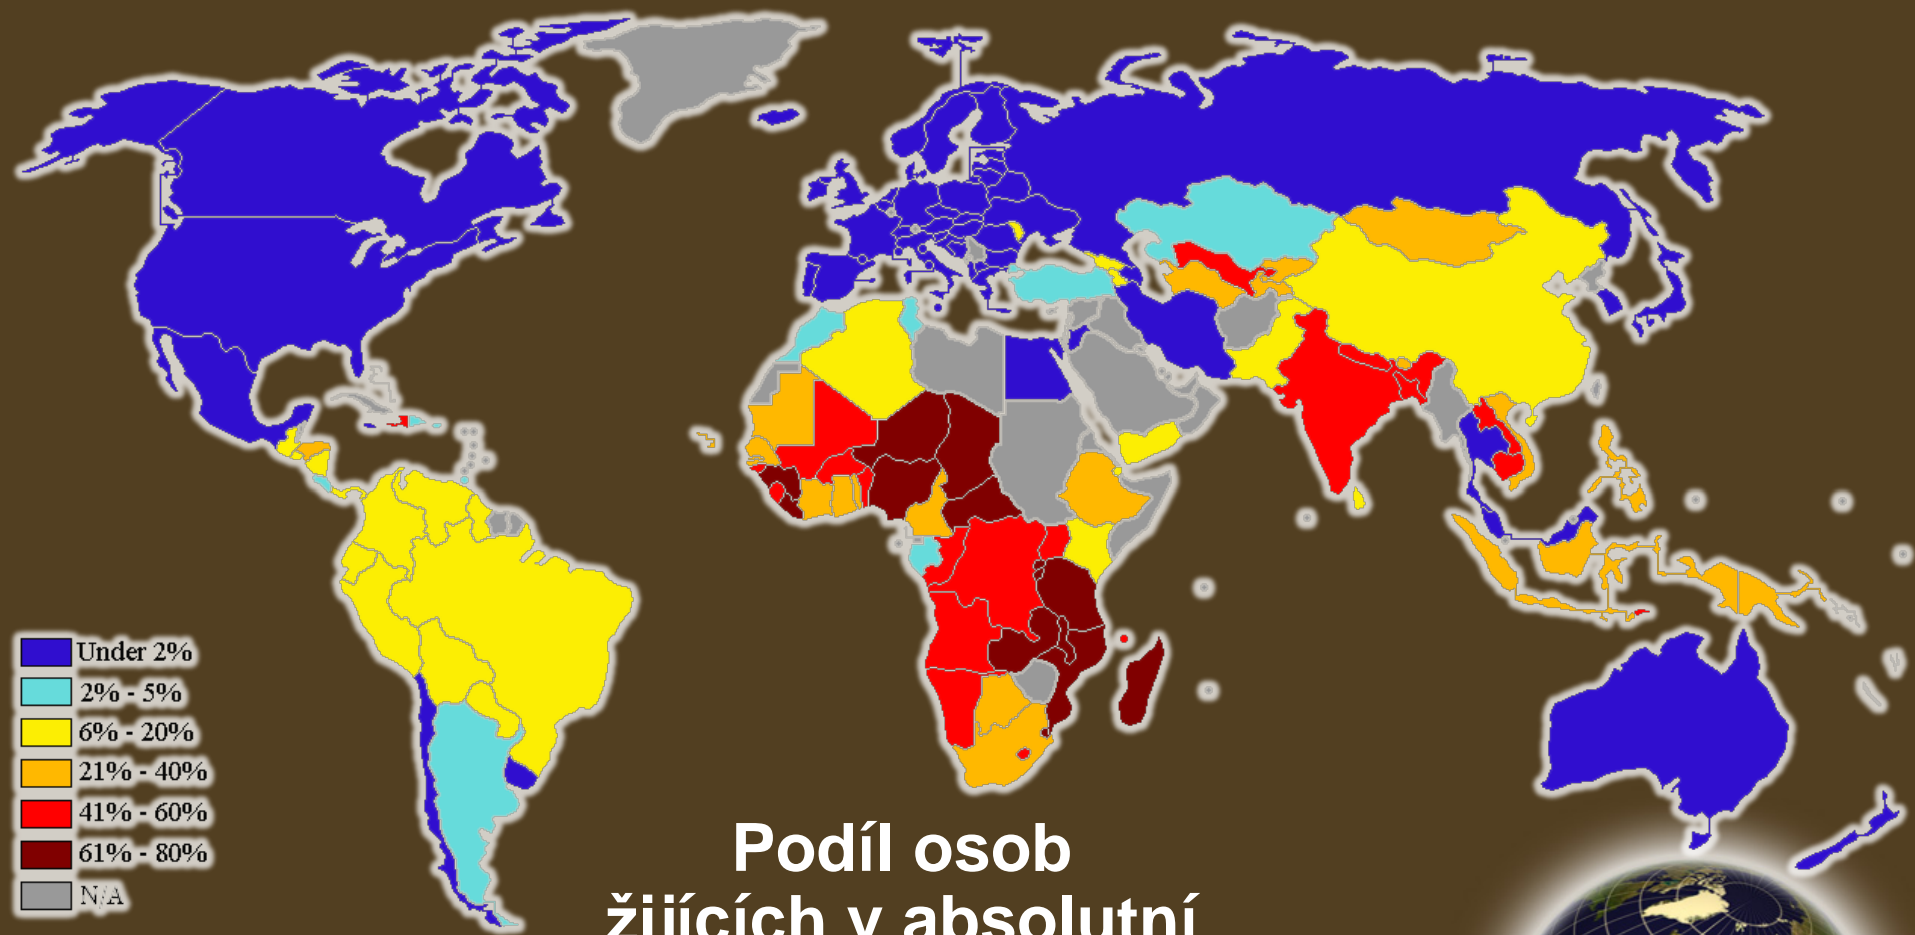 Under 2%
2% - 5%
6% - 20%
21% - 40%
41% - 60%
61% - 80%
N/A
Podíl osob
žijících v absolutní